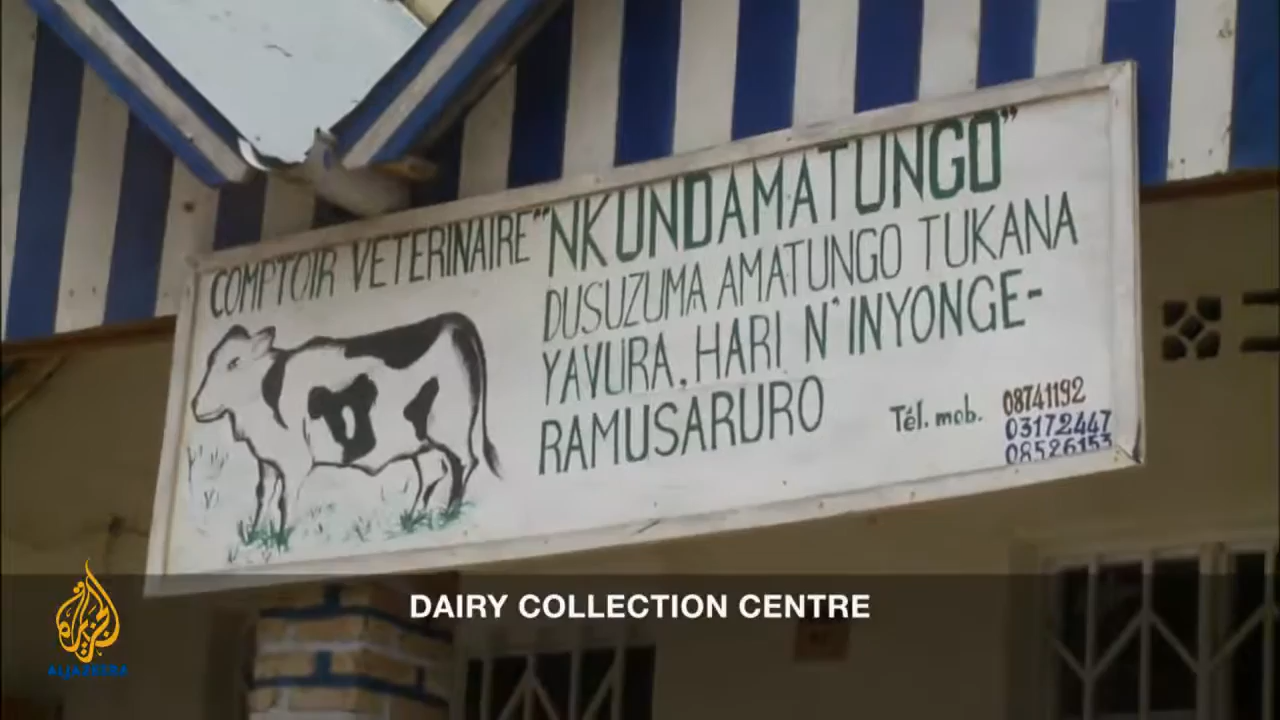 COMPTOIR VETERINAIRE "NKUNDAMATUNGO"
DUSUZUMA AMATUNGO TUKANA
YAVURA, HARI N'INYONGE-
RAMUSARURO
Tél. mob. 08741192
03172447
08526153
DAIRY COLLECTION CENTRE
ALJAZEERA